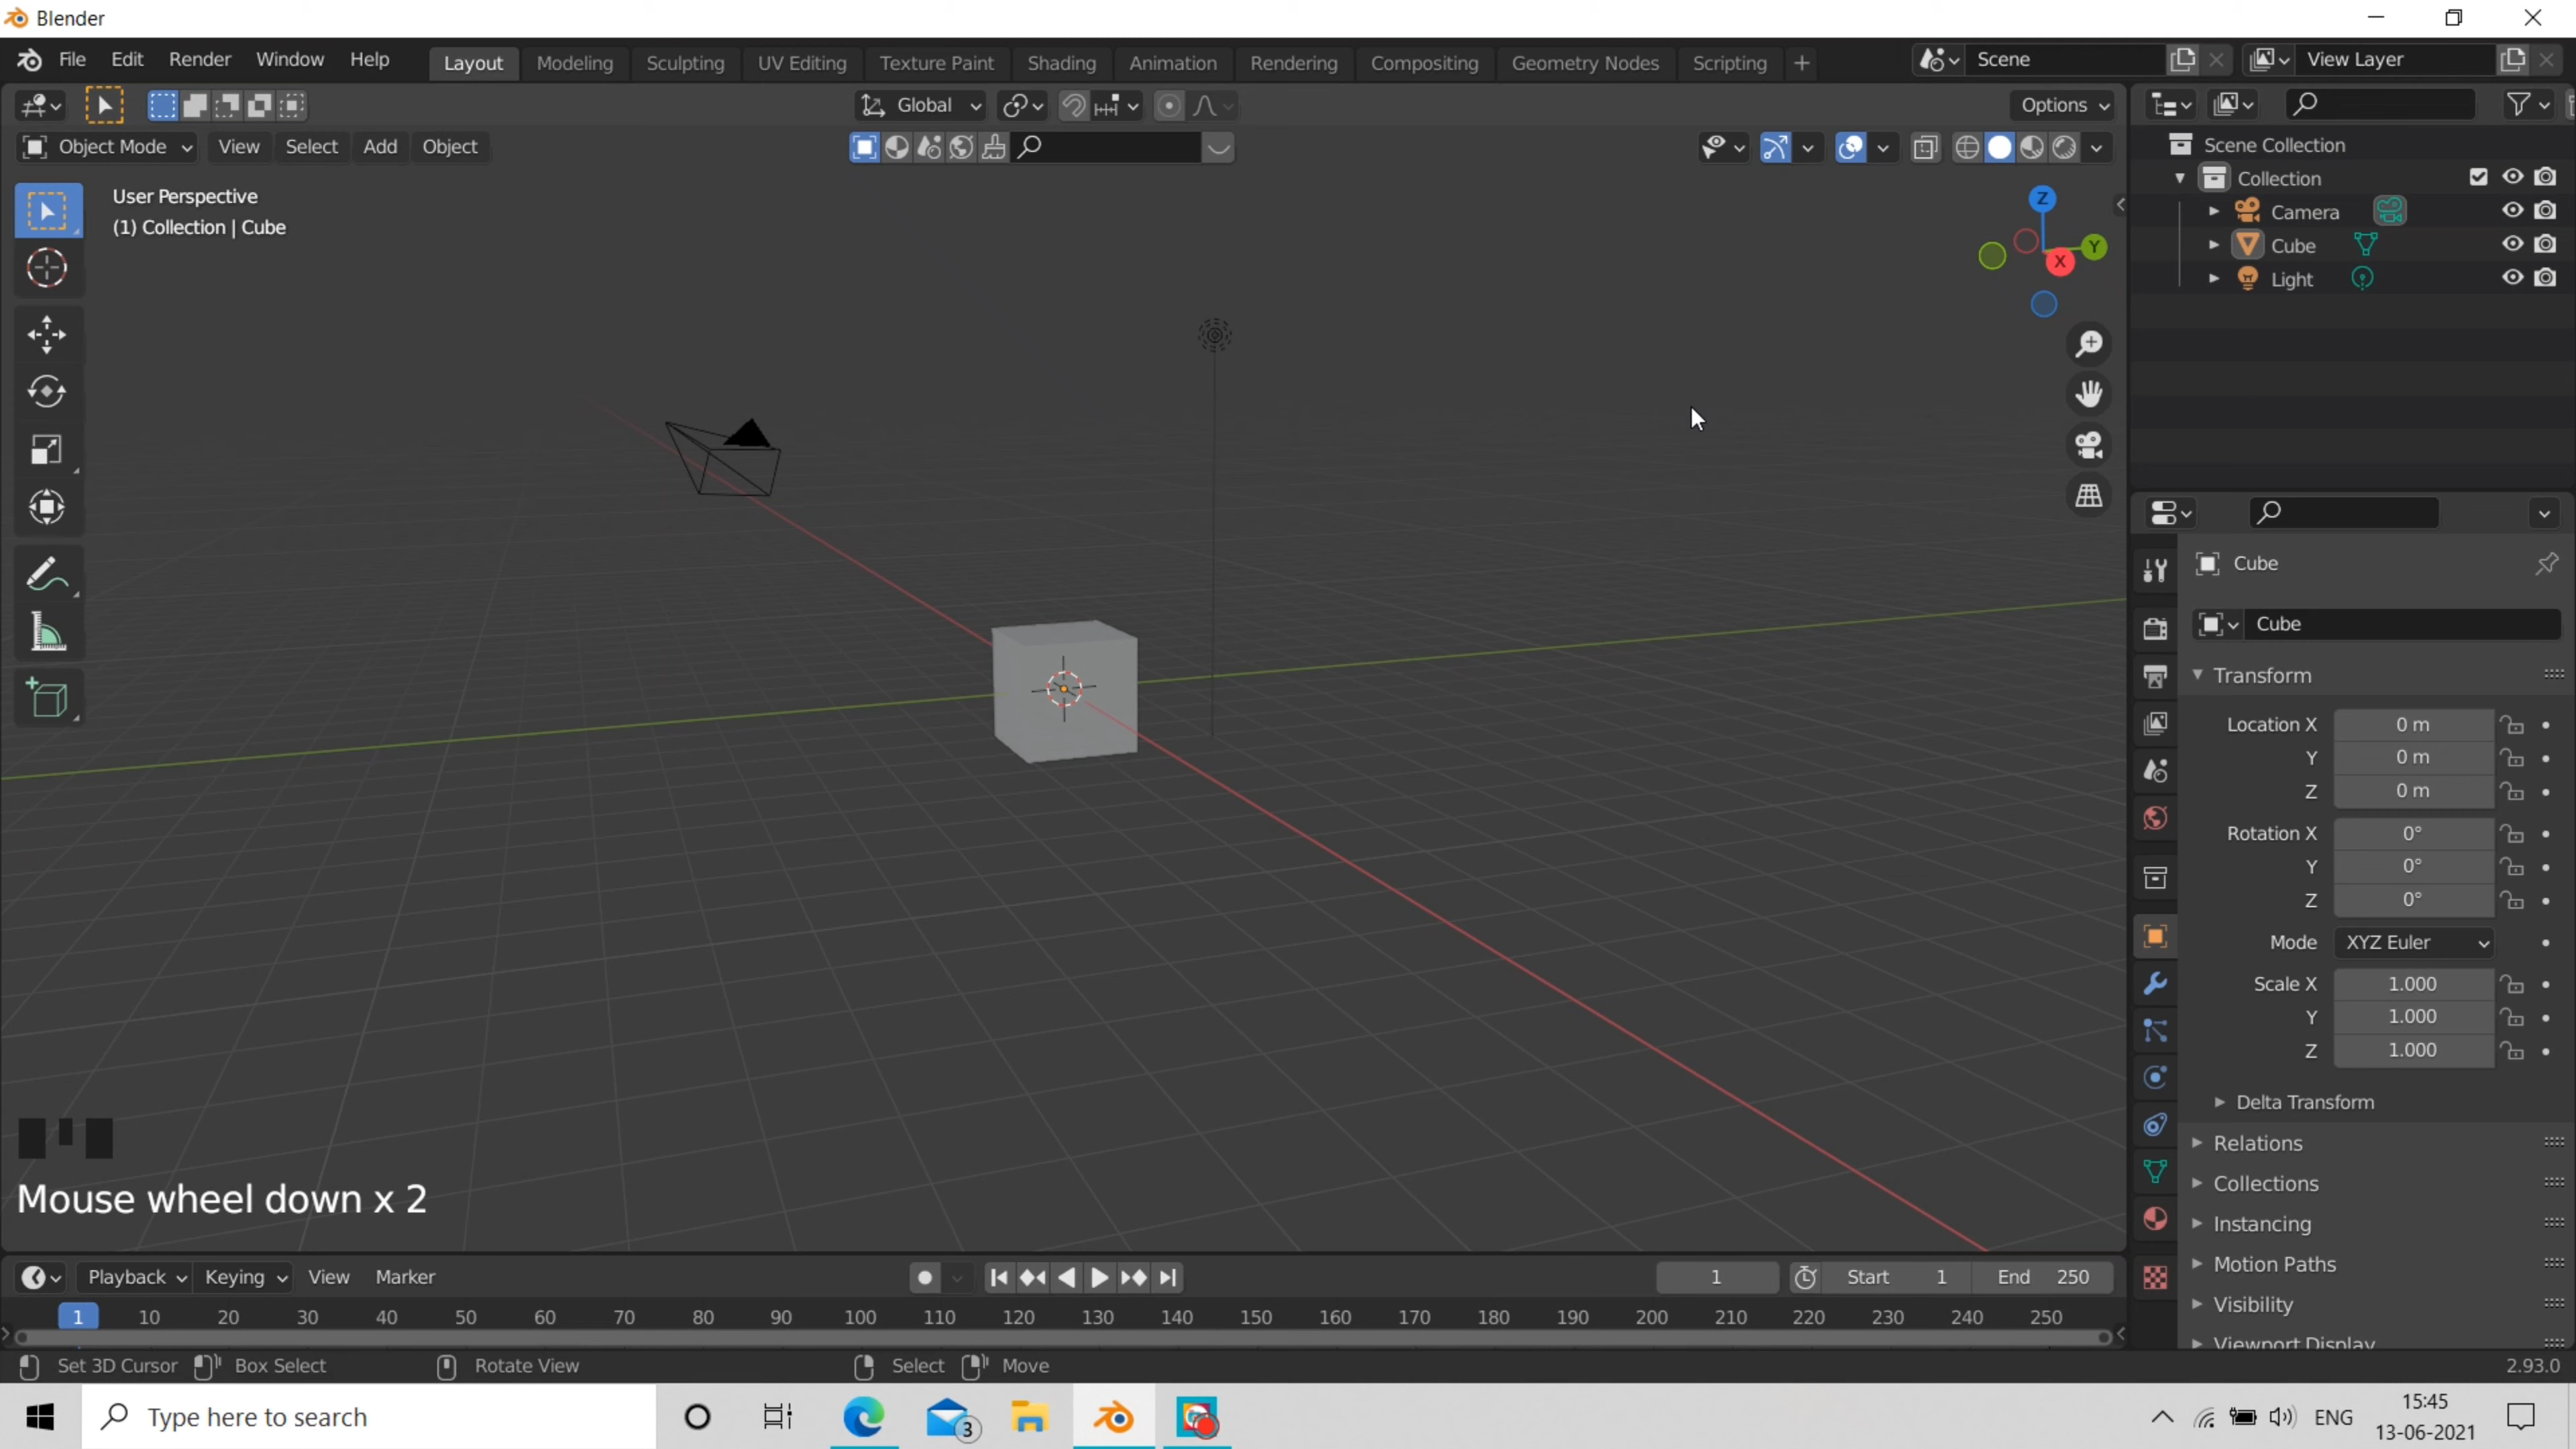 Blender
File Edit Render Window Help Layout Modeling Sculpting UV Editing Texture Paint Shading Animation Rendering Compositing Geometry Nodes Scripting + Scene View Layer
Global Options
Object Mode View Select Add Object
User Perspective
(1) Collection | Cube
Z
Y
X
Scene Collection
Collection
Camera
Cube
Light
Cube
Cube
Transform
Location X 0 m
Y 0 m
Z 0 m
Rotation X 0°
Y 0°
Z 0°
Mode XYZ Euler
Scale X 1.000
Y 1.000
Z 1.000
Delta Transform
Relations
Collections
Instancing
Motion Paths
Visibility
Viewport Display
Mouse wheel down x 2
Playback Keying View Marker 1 Start 1 End 250
1 10 20 30 40 50 60 70 80 90 100 110 120 130 140 150 160 170 180 190 200 210 220 230 240 250
Set 3D Cursor Box Select Rotate View Select Move 2.93.0
Type here to search 3 ENG 15:45
13-06-2021